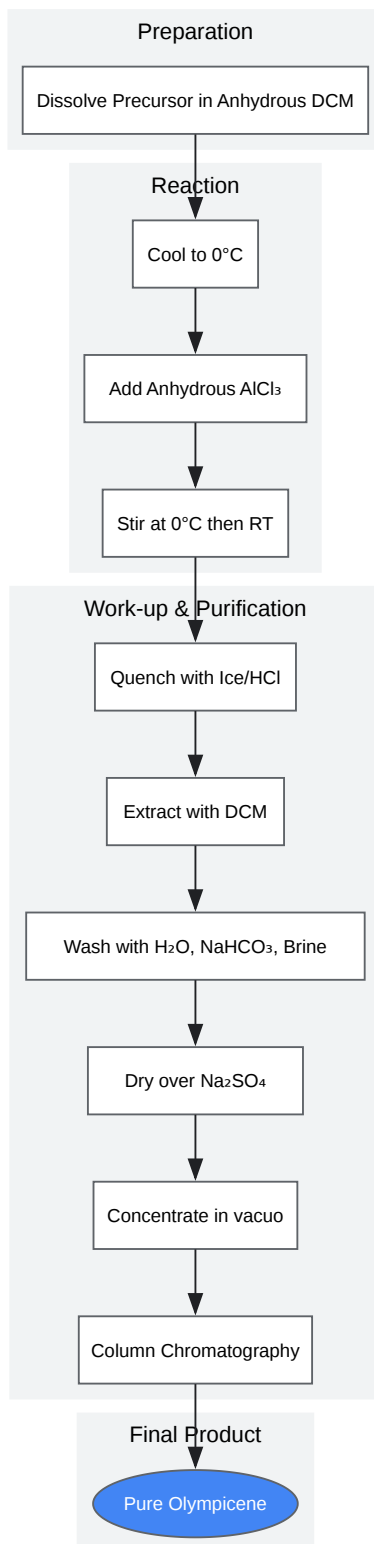 Preparation
Dissolve Precursor in Anhydrous DCM
Reaction
Cool to 0°C
Add Anhydrous AlCl₃
Stir at 0°C then RT
Work-up & Purification
Quench with Ice/HCl
Extract with DCM
Wash with H₂O, NaHCO₃, Brine
Dry over Na₂SO₄
Concentrate in vacuo
Column Chromatography
Final Product
Pure Olympicene